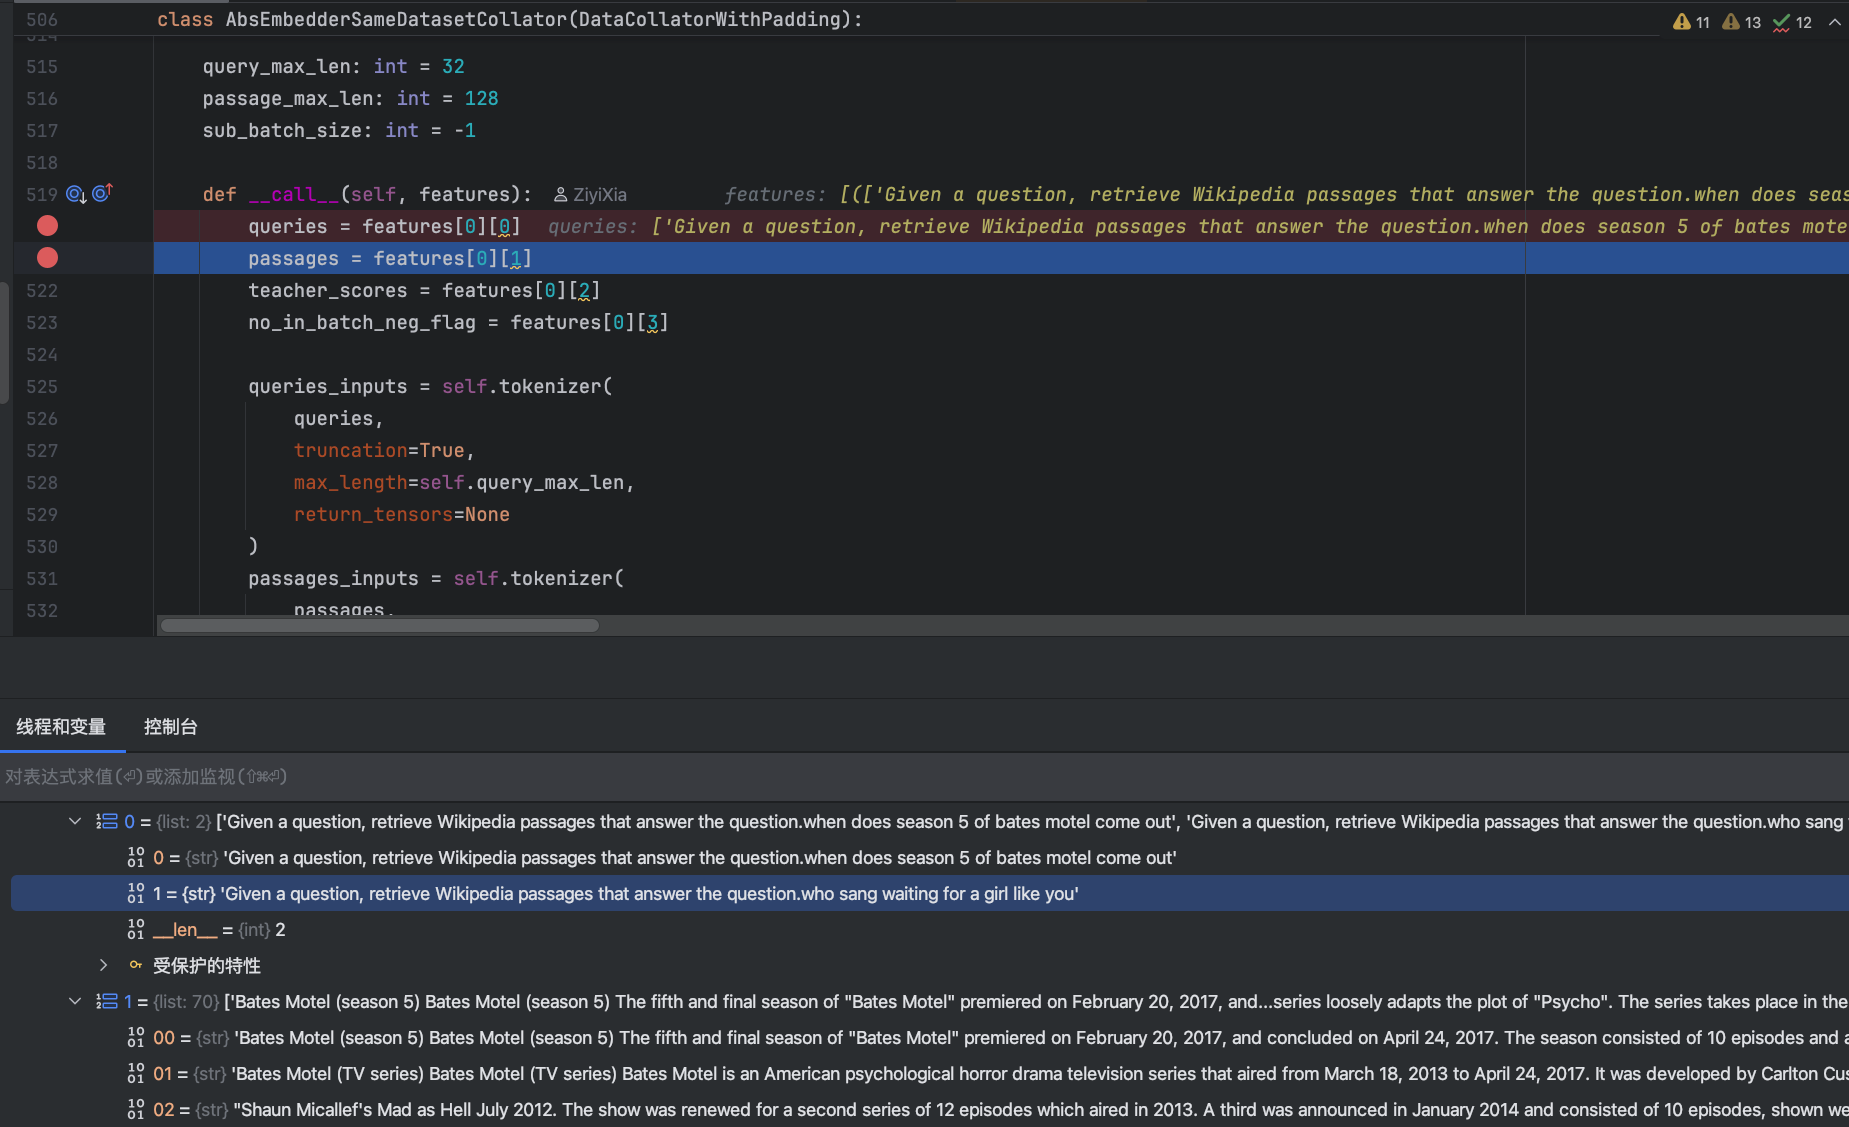 506 class AbsEmbedderSameDatasetCollator(DataCollatorWithPadding):
11 13 12
514
515 query_max_len: int = 32
516 passage_max_len: int = 128
517 sub_batch_size: int = -1
518
519 def __call__(self, features): ZiyiXia features: [(['Given a question, retrieve Wikipedia passages that answer the question.when does seas
queries = features[0][0] queries: ['Given a question, retrieve Wikipedia passages that answer the question.when does season 5 of bates mote
passages = features[0][1]
522 teacher_scores = features[0][2]
523 no_in_batch_neg_flag = features[0][3]
524
525 queries_inputs = self.tokenizer(
526 queries,
527 truncation=True,
528 max_length=self.query_max_len,
529 return_tensors=None
530 )
531 passages_inputs = self.tokenizer(
532 passages,
线程和变量 控制台
对表达式求值(⏎)或添加监视(⇧⌘⏎)
0 = {list: 2} ['Given a question, retrieve Wikipedia passages that answer the question.when does season 5 of bates motel come out', 'Given a question, retrieve Wikipedia passages that answer the question.who sang
0 = {str} 'Given a question, retrieve Wikipedia passages that answer the question.when does season 5 of bates motel come out'
1 = {str} 'Given a question, retrieve Wikipedia passages that answer the question.who sang waiting for a girl like you'
__len__ = {int} 2
受保护的特性
1 = {list: 70} ['Bates Motel (season 5) Bates Motel (season 5) The fifth and final season of "Bates Motel" premiered on February 20, 2017, and...series loosely adapts the plot of "Psycho". The series takes place in the
00 = {str} 'Bates Motel (season 5) Bates Motel (season 5) The fifth and final season of "Bates Motel" premiered on February 20, 2017, and concluded on April 24, 2017. The season consisted of 10 episodes and a
01 = {str} 'Bates Motel (TV series) Bates Motel (TV series) Bates Motel is an American psychological horror drama television series that aired from March 18, 2013 to April 24, 2017. It was developed by Carlton Cus
02 = {str} "Shaun Micallef's Mad as Hell July 2012. The show was renewed for a second series of 12 episodes which aired in 2013. A third was announced in January 2014 and consisted of 10 episodes, shown we